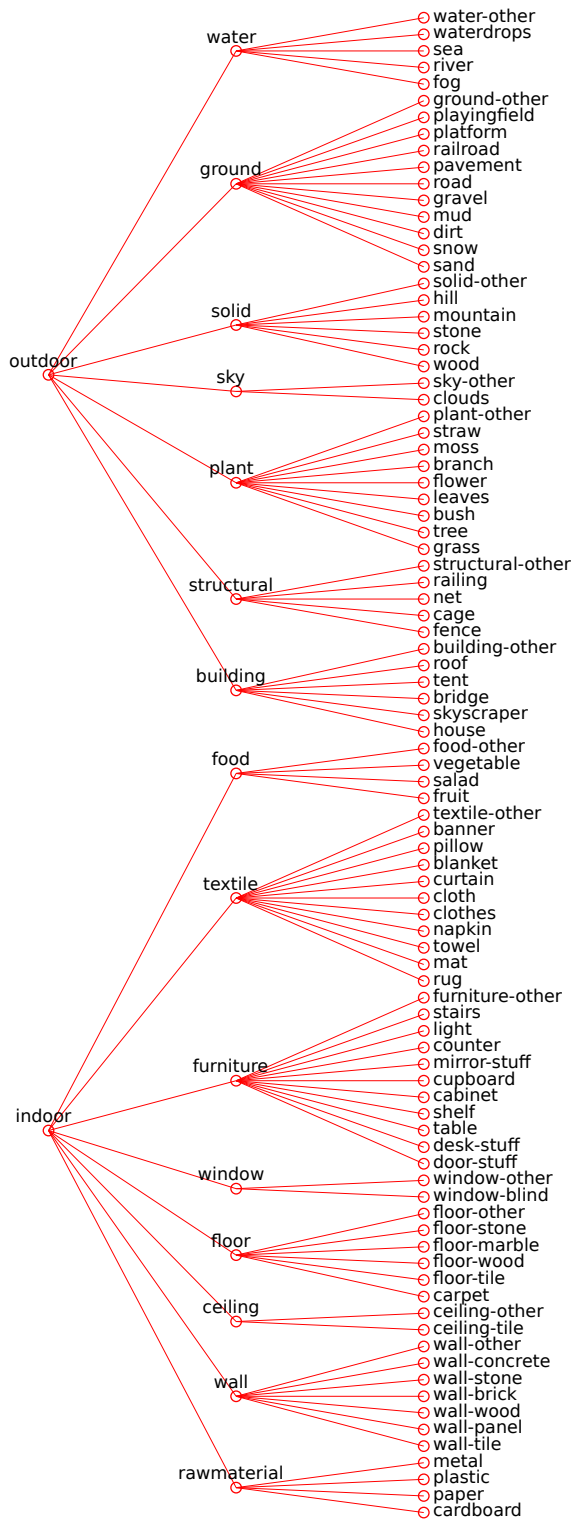 outdoor
water
water-other
waterdrops
sea
river
fog
ground
ground-other
playingfield
platform
railroad
pavement
road
gravel
mud
dirt
snow
sand
solid
solid-other
hill
mountain
stone
rock
wood
sky
sky-other
clouds
plant
plant-other
straw
moss
branch
flower
leaves
bush
tree
grass
structural
structural-other
railing
net
cage
fence
building
building-other
roof
tent
bridge
skyscraper
house
indoor
food
food-other
vegetable
salad
fruit
textile
textile-other
banner
pillow
blanket
curtain
cloth
clothes
napkin
towel
mat
rug
furniture
furniture-other
stairs
light
counter
mirror-stuff
cupboard
cabinet
shelf
table
desk-stuff
door-stuff
window
window-other
window-blind
floor
floor-other
floor-stone
floor-marble
floor-wood
floor-tile
carpet
ceiling
ceiling-other
ceiling-tile
wall
wall-other
wall-concrete
wall-stone
wall-brick
wall-wood
wall-panel
wall-tile
rawmaterial
metal
plastic
paper
cardboard